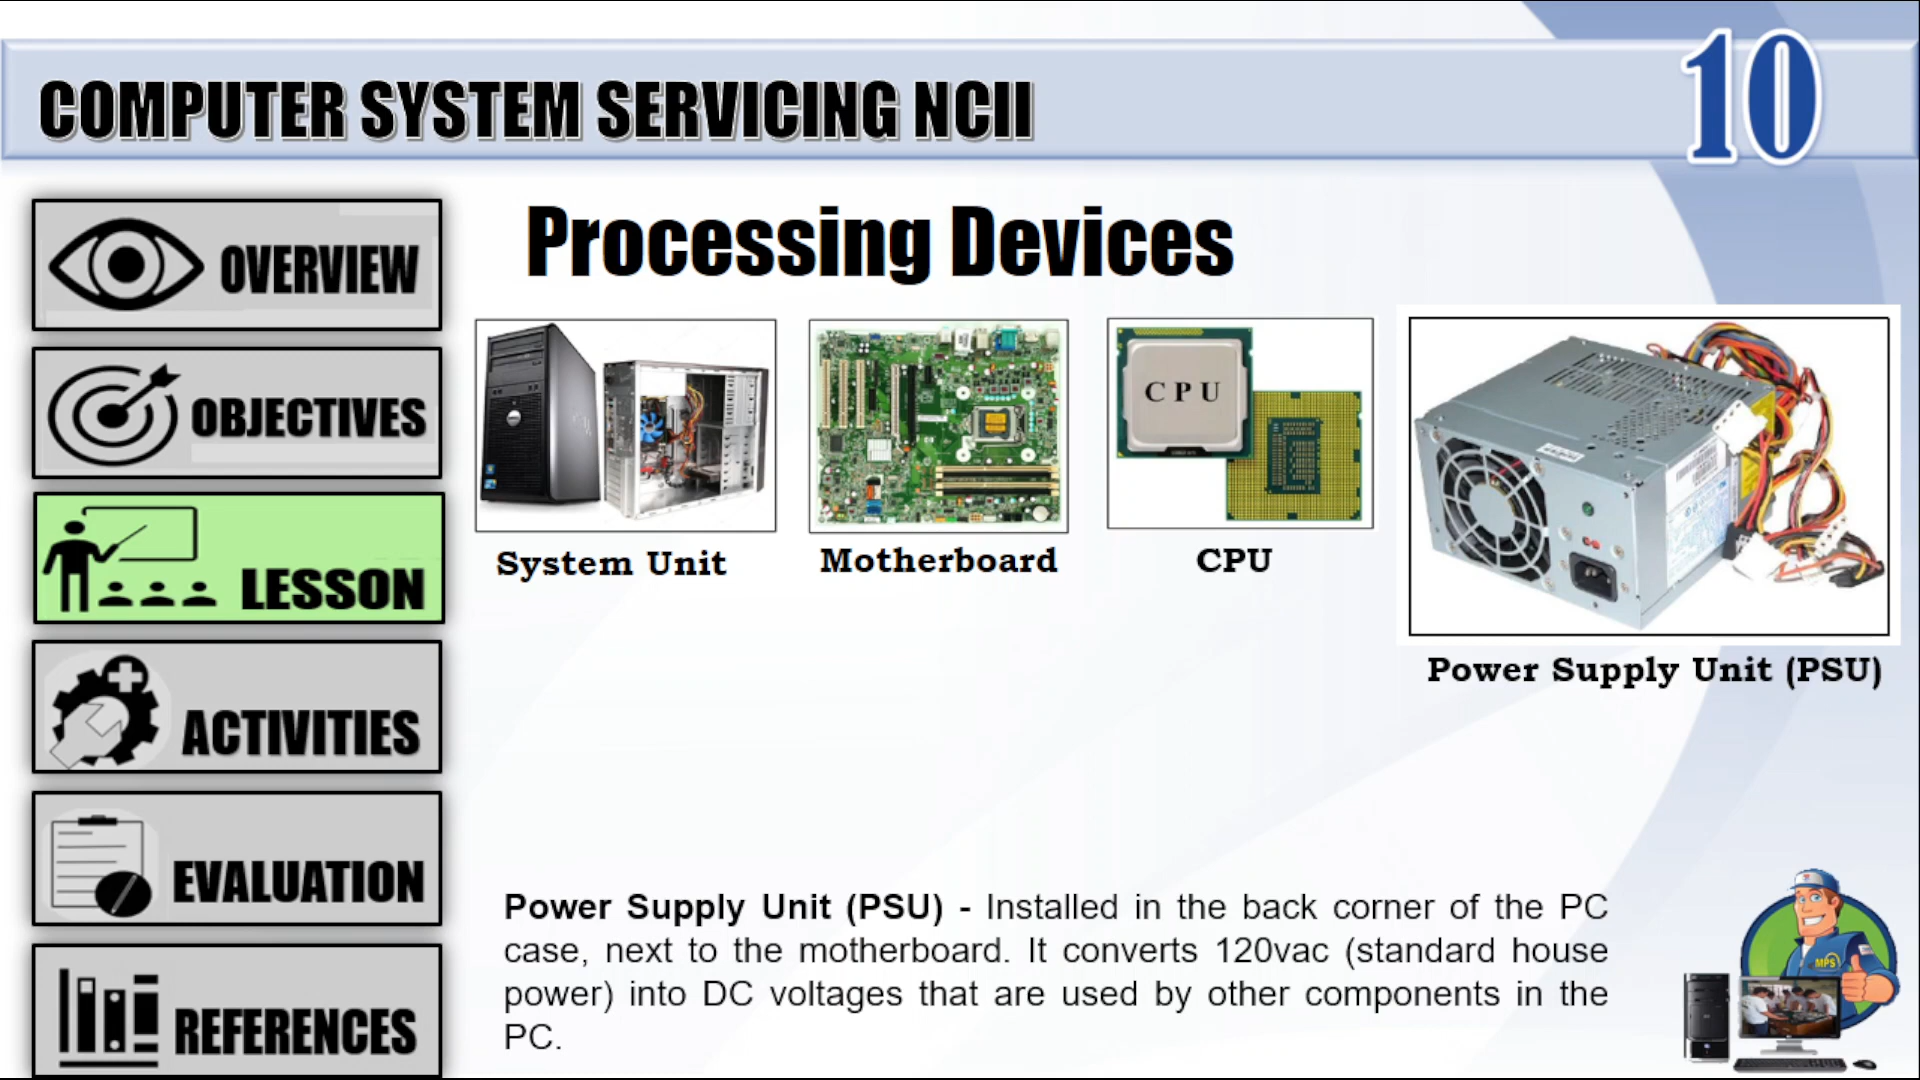 COMPUTER SYSTEM SERVICING NCII
10
OVERVIEW
OBJECTIVES
LESSON
ACTIVITIES
EVALUATION
REFERENCES
Processing Devices
CPU
System Unit
Motherboard
CPU
Power Supply Unit (PSU)
Power Supply Unit (PSU) - Installed in the back corner of the PC
case, next to the motherboard. It converts 120vac (standard house
power) into DC voltages that are used by other components in the
PC.
MPS